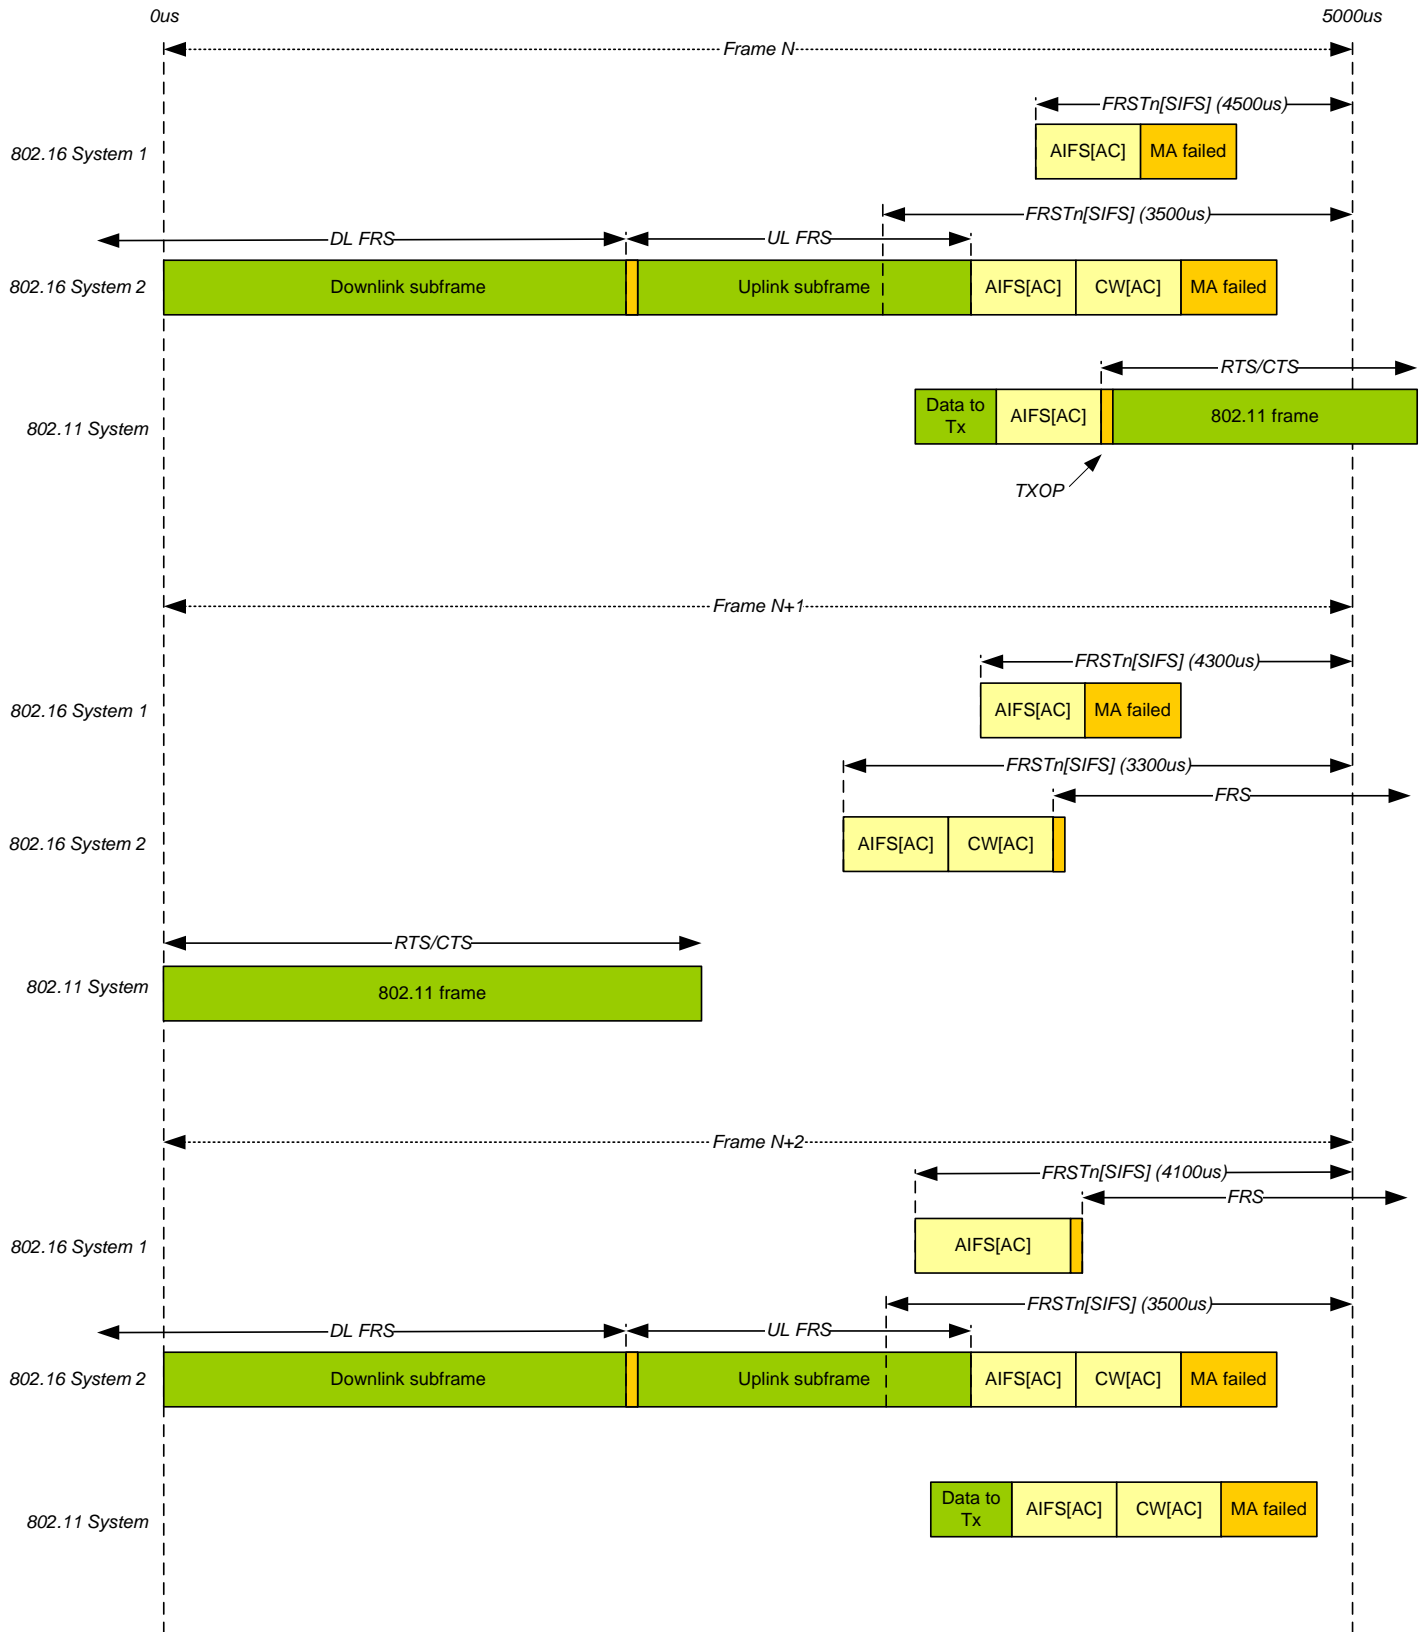 0us
5000us
Frame N
FRSTn[SIFS] (4500us)
802.16 System 1
AIFS[AC]
MA failed
FRSTn[SIFS] (3500us)
DL FRS
UL FRS
802.16 System 2
Downlink subframe
Uplink subframe
AIFS[AC]
CW[AC]
MA failed
RTS/CTS
802.11 System
Data to
Tx
AIFS[AC]
802.11 frame
TXOP
Frame N+1
FRSTn[SIFS] (4300us)
802.16 System 1
AIFS[AC]
MA failed
FRSTn[SIFS] (3300us)
FRS
802.16 System 2
AIFS[AC]
CW[AC]
RTS/CTS
802.11 System
802.11 frame
Frame N+2
FRSTn[SIFS] (4100us)
FRS
802.16 System 1
AIFS[AC]
FRSTn[SIFS] (3500us)
DL FRS
UL FRS
802.16 System 2
Downlink subframe
Uplink subframe
AIFS[AC]
CW[AC]
MA failed
802.11 System
Data to
Tx
AIFS[AC]
CW[AC]
MA failed